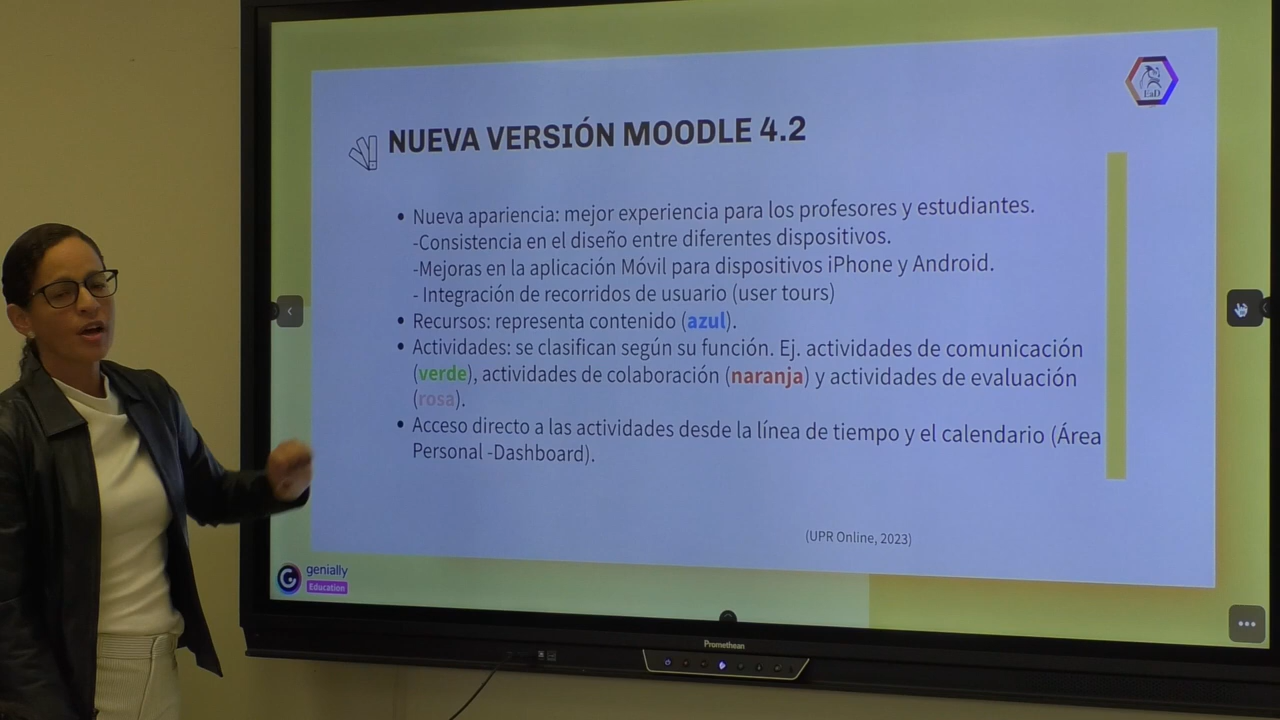 EaD
NUEVA VERSIÓN MOODLE 4.2
• Nueva apariencia: mejor experiencia para los profesores y estudiantes.
-Consistencia en el diseño entre diferentes dispositivos.
-Mejoras en la aplicación Móvil para dispositivos iPhone y Android.
- Integración de recorridos de usuario (user tours)
• Recursos: representa contenido (azul).
• Actividades: se clasifican según su función. Ej. actividades de comunicación
(verde), actividades de colaboración (naranja) y actividades de evaluación
(rosa).
• Acceso directo a las actividades desde la línea de tiempo y el calendario (Área
Personal -Dashboard).
(UPR Online, 2023)
genially
Education
Promethean